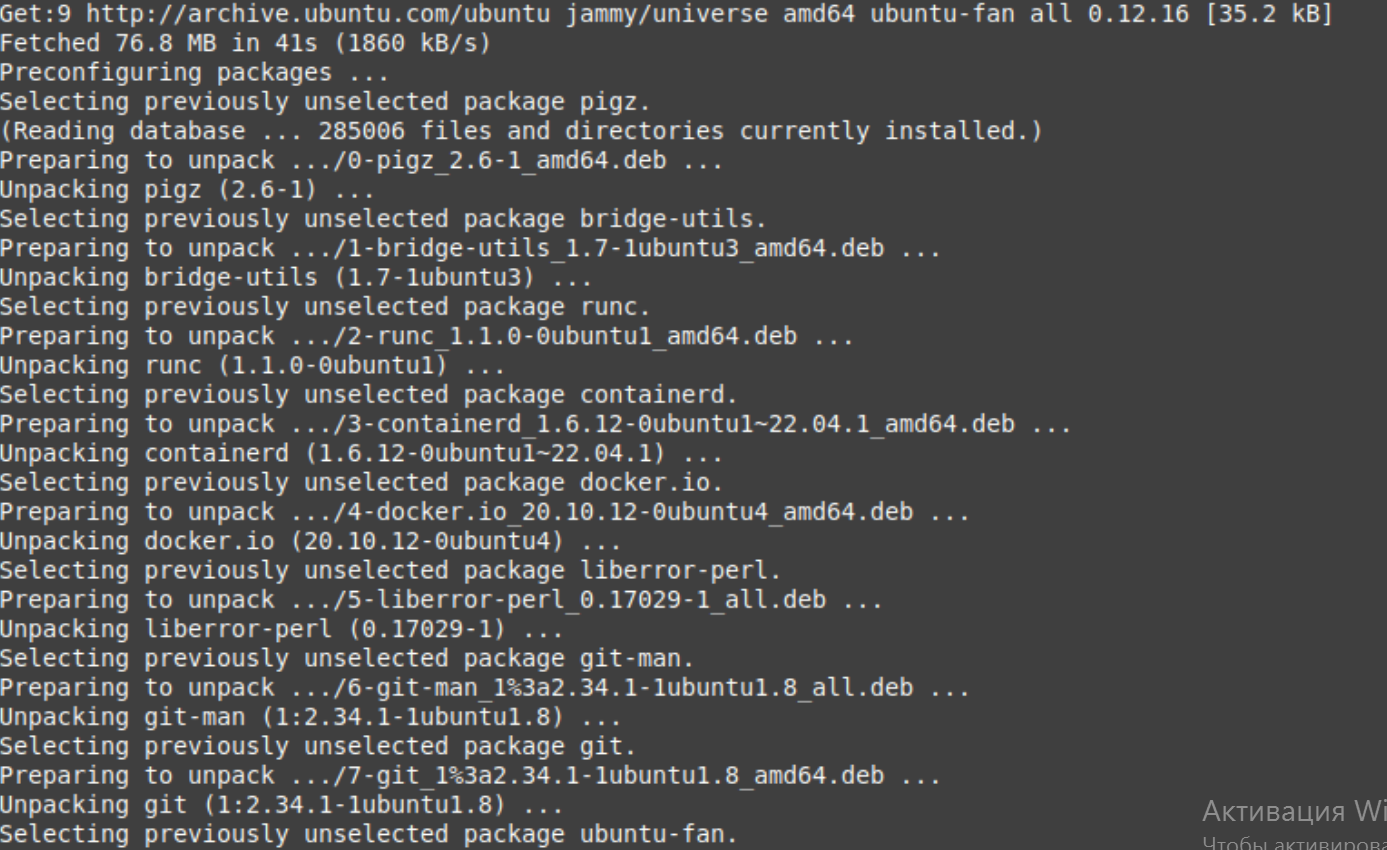 Get:9 http://archive.ubuntu.com/ubuntu jammy/universe amd64 ubuntu-fan all 0.12.16 [35.2 kB]
Fetched 76.8 MB in 41s (1860 kB/s)
Preconfiguring packages ...
Selecting previously unselected package pigz.
(Reading database ... 285006 files and directories currently installed.)
Preparing to unpack .../0-pigz_2.6-1_amd64.deb ...
Unpacking pigz (2.6-1) ...
Selecting previously unselected package bridge-utils.
Preparing to unpack .../1-bridge-utils_1.7-1ubuntu3_amd64.deb ...
Unpacking bridge-utils (1.7-1ubuntu3) ...
Selecting previously unselected package runc.
Preparing to unpack .../2-runc_1.1.0-0ubuntu1_amd64.deb ...
Unpacking runc (1.1.0-0ubuntu1) ...
Selecting previously unselected package containerd.
Preparing to unpack .../3-containerd_1.6.12-0ubuntu1~22.04.1_amd64.deb ...
Unpacking containerd (1.6.12-0ubuntu1~22.04.1) ...
Selecting previously unselected package docker.io.
Preparing to unpack .../4-docker.io_20.10.12-0ubuntu4_amd64.deb ...
Unpacking docker.io (20.10.12-0ubuntu4) ...
Selecting previously unselected package liberror-perl.
Preparing to unpack .../5-liberror-perl_0.17029-1_all.deb ...
Unpacking liberror-perl (0.17029-1) ...
Selecting previously unselected package git-man.
Preparing to unpack .../6-git-man_1%3a2.34.1-1ubuntu1.8_all.deb ...
Unpacking git-man (1:2.34.1-1ubuntu1.8) ...
Selecting previously unselected package git.
Preparing to unpack .../7-git_1%3a2.34.1-1ubuntu1.8_amd64.deb ...
Unpacking git (1:2.34.1-1ubuntu1.8) ...
Selecting previously unselected package ubuntu-fan.
Активация Wi
Чтобы активирова